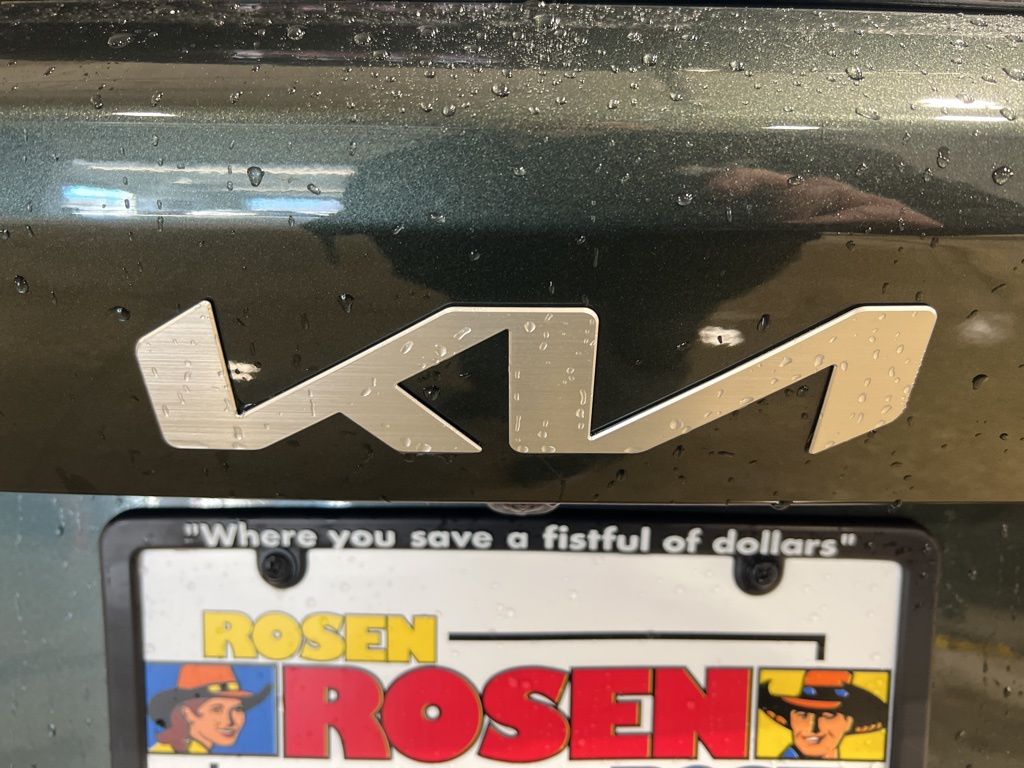 KIA
"Where you save a fistful of dollars"
ROSEN
ROSEN